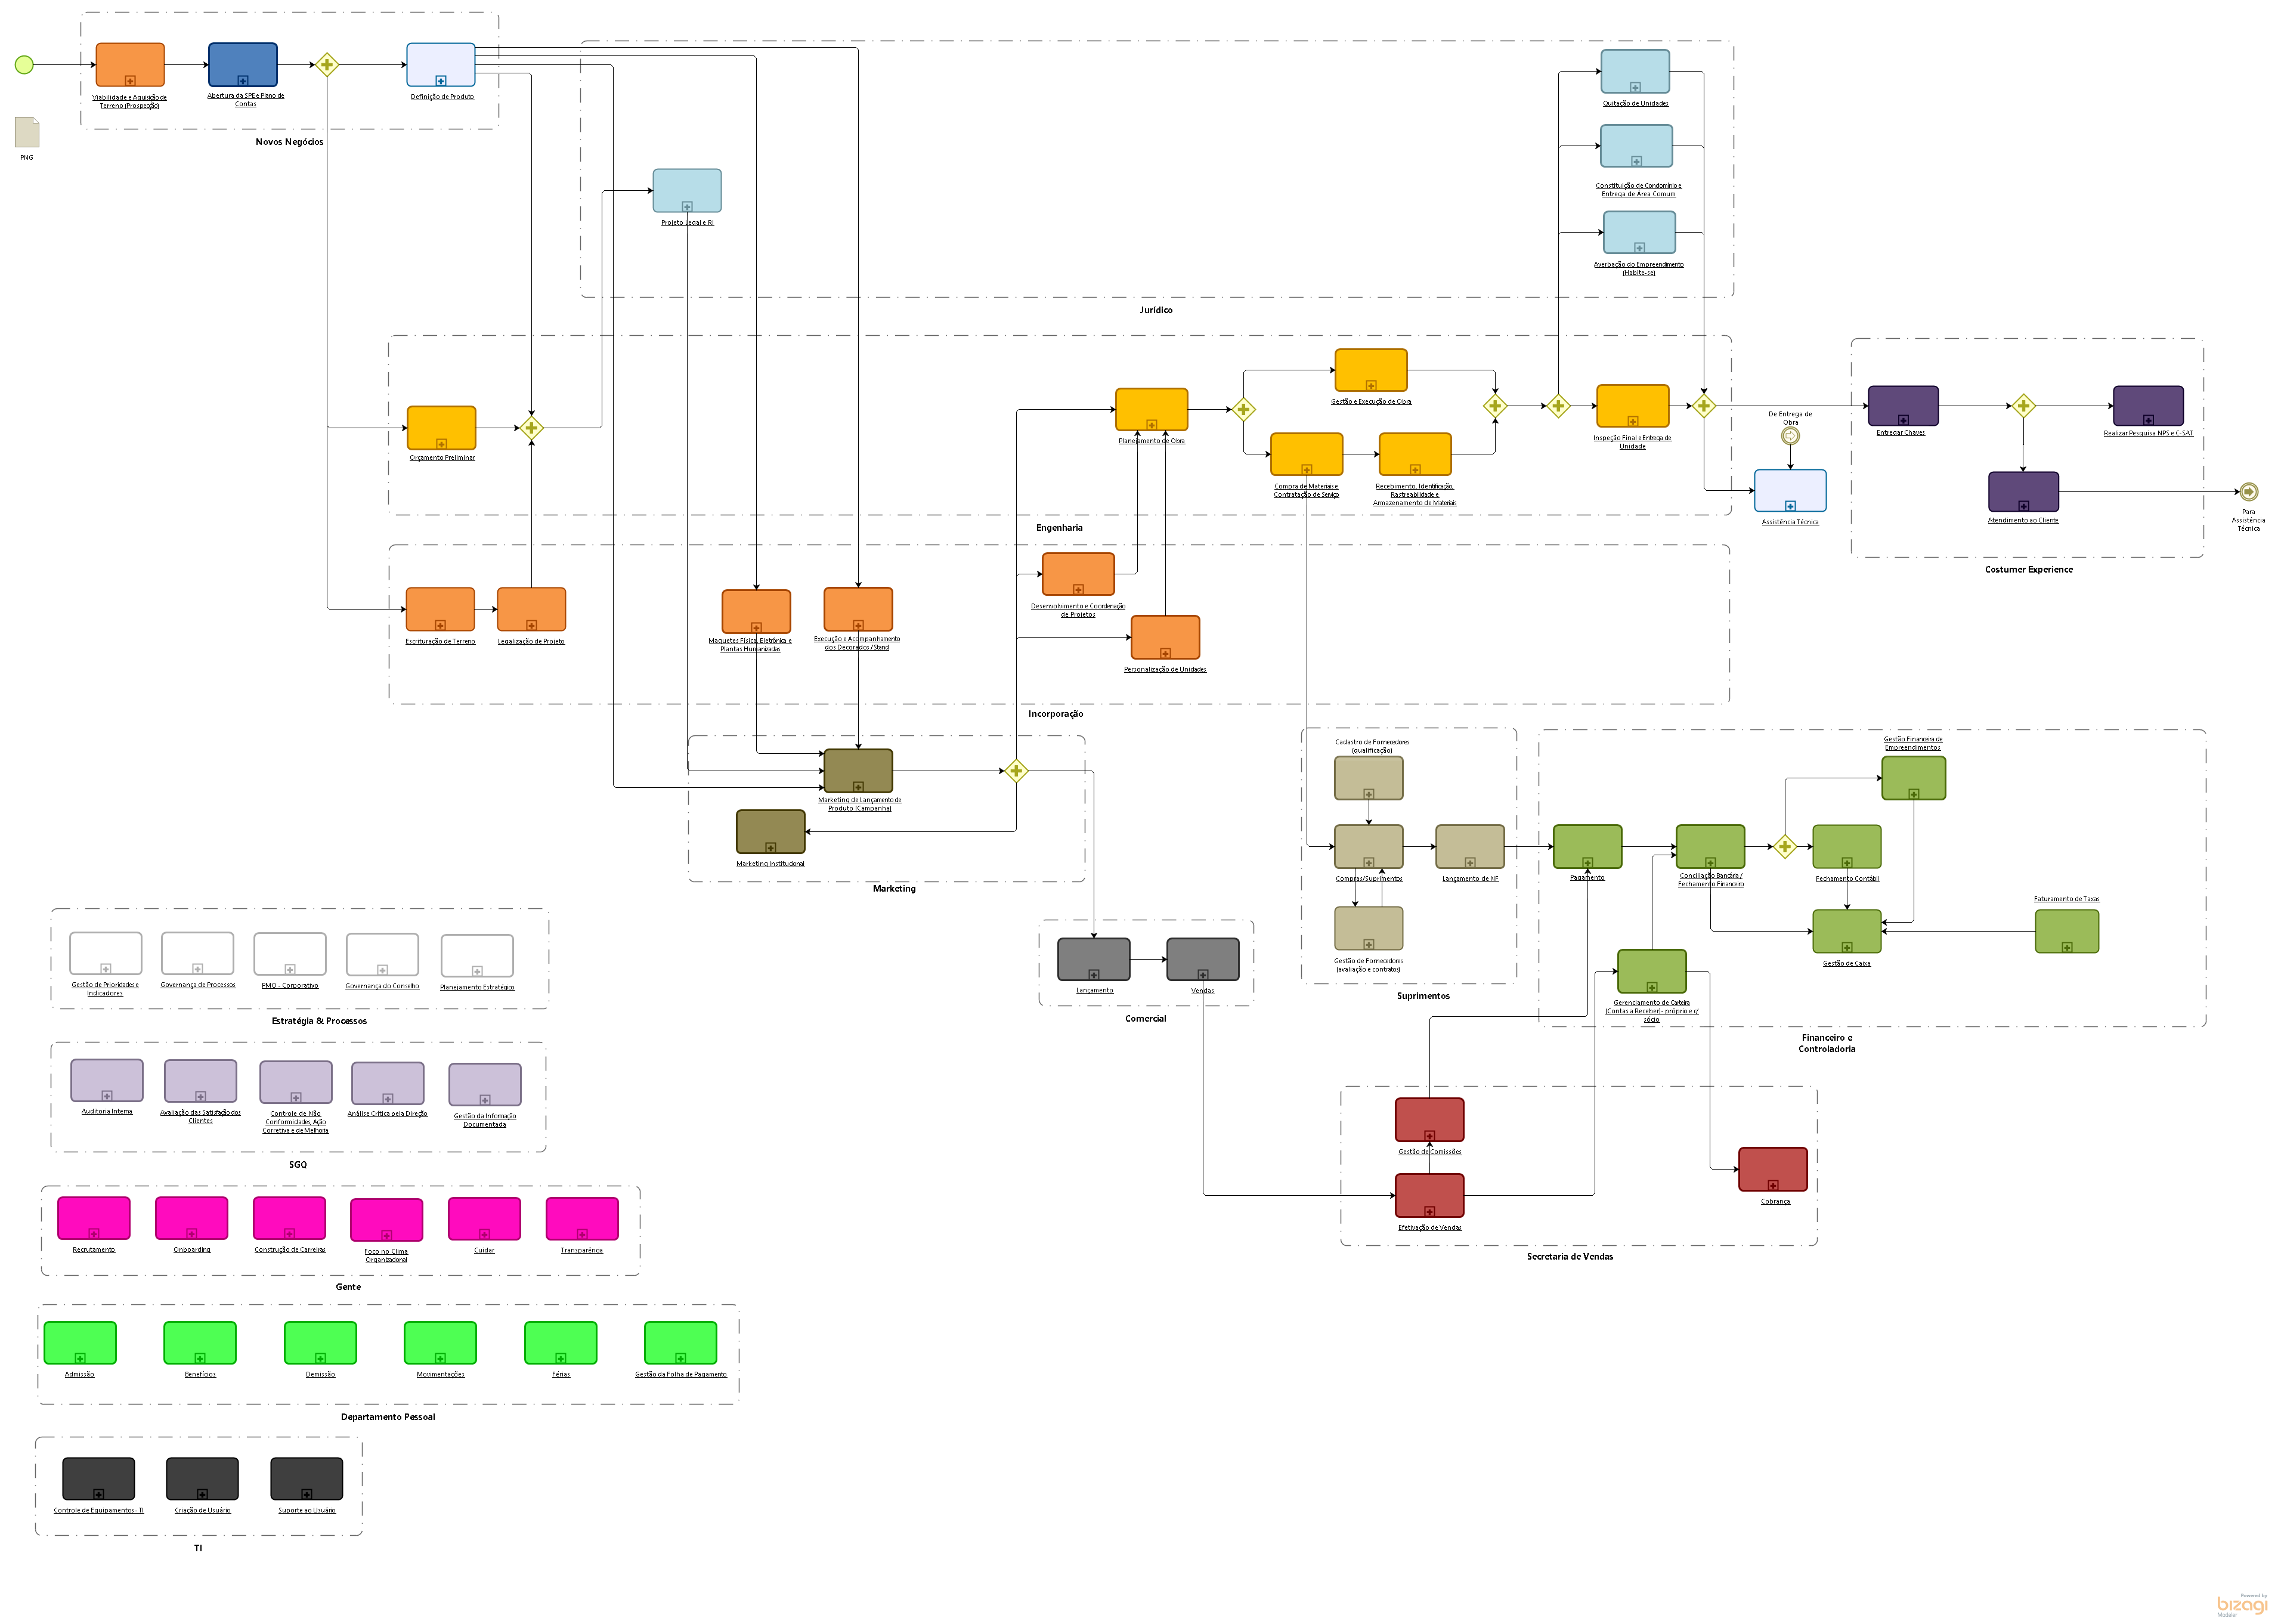 Viabilidade e Aquisição de
Terreno (Prospecção)
Abertura da SPE e Plano de
Contas
Definição de Produto
Novos Negócios
PNG
Quitação de Unidades
Constituição de Condomínio e
Entrega de Área Comum
Projeto Legal e RI
Averbação do Empreendimento
(Habite-se)
Jurídico
Orçamento Preliminar
Planejamento de Obra
Gestão e Execução de Obra
Compra de Materiais e
Contratação de Serviço
Recebimento, Identificação,
Rastreabilidade e
Armazenamento de Materiais
Inspeção Final e Entrega de
Unidade
Engenharia
De Entrega de
Obra
Assistência Técnica
Entregar Chaves
Realizar Pesquisa NPS e C-SAT
Atendimento ao Cliente
Para
Assistência
Técnica
Costumer Experience
Escrituração de Terreno
Legalização de Projeto
Maquetes Física, Eletrônica e
Plantas Humanizadas
Execução e Acompanhamento
dos Decorados / Stand
Desenvolvimento e Coordenação
de Projetos
Personalização de Unidades
Incorporação
Marketing de Lançamento de
Produto (Campanha)
Marketing Institucional
Marketing
Cadastro de Fornecedores
(qualificação)
Compras/Suprimentos
Lançamento de NF
Gestão de Fornecedores
(avaliação e contratos)
Suprimentos
Gestão Financeira de
Empreendimentos
Pagamento
Conciliação Bancária /
Fechamento Financeiro
Fechamento Contábil
Faturamento de Taxas
Gestão de Caixa
Gerenciamento de Carteira
(Contas a Receber)- próprio e c/
sócio
Financeiro e
Controladoria
Lançamento
Vendas
Comercial
Gestão de Comissões
Efetivação de Vendas
Cobrança
Secretaria de Vendas
Gestão de Prioridades e
Indicadores
Governança de Processos
PMO - Corporativo
Governança do Conselho
Planejamento Estratégico
Estratégia & Processos
Auditoria Interna
Avaliação das Satisfação dos
Clientes
Controle de Não
Conformidades, Ação
Corretiva e de Melhoria
Análise Crítica pela Direção
Gestão da Informação
Documentada
SGQ
Recrutamento
Onboarding
Construção de Carreiras
Foco no Clima
Organizacional
Cuidar
Transparência
Gente
Admissão
Benefícios
Demissão
Movimentações
Férias
Gestão da Folha de Pagamento
Departamento Pessoal
Controle de Equipamentos - TI
Criação de Usuário
Suporte ao Usuário
TI
Powered by
bizagi
Modeler